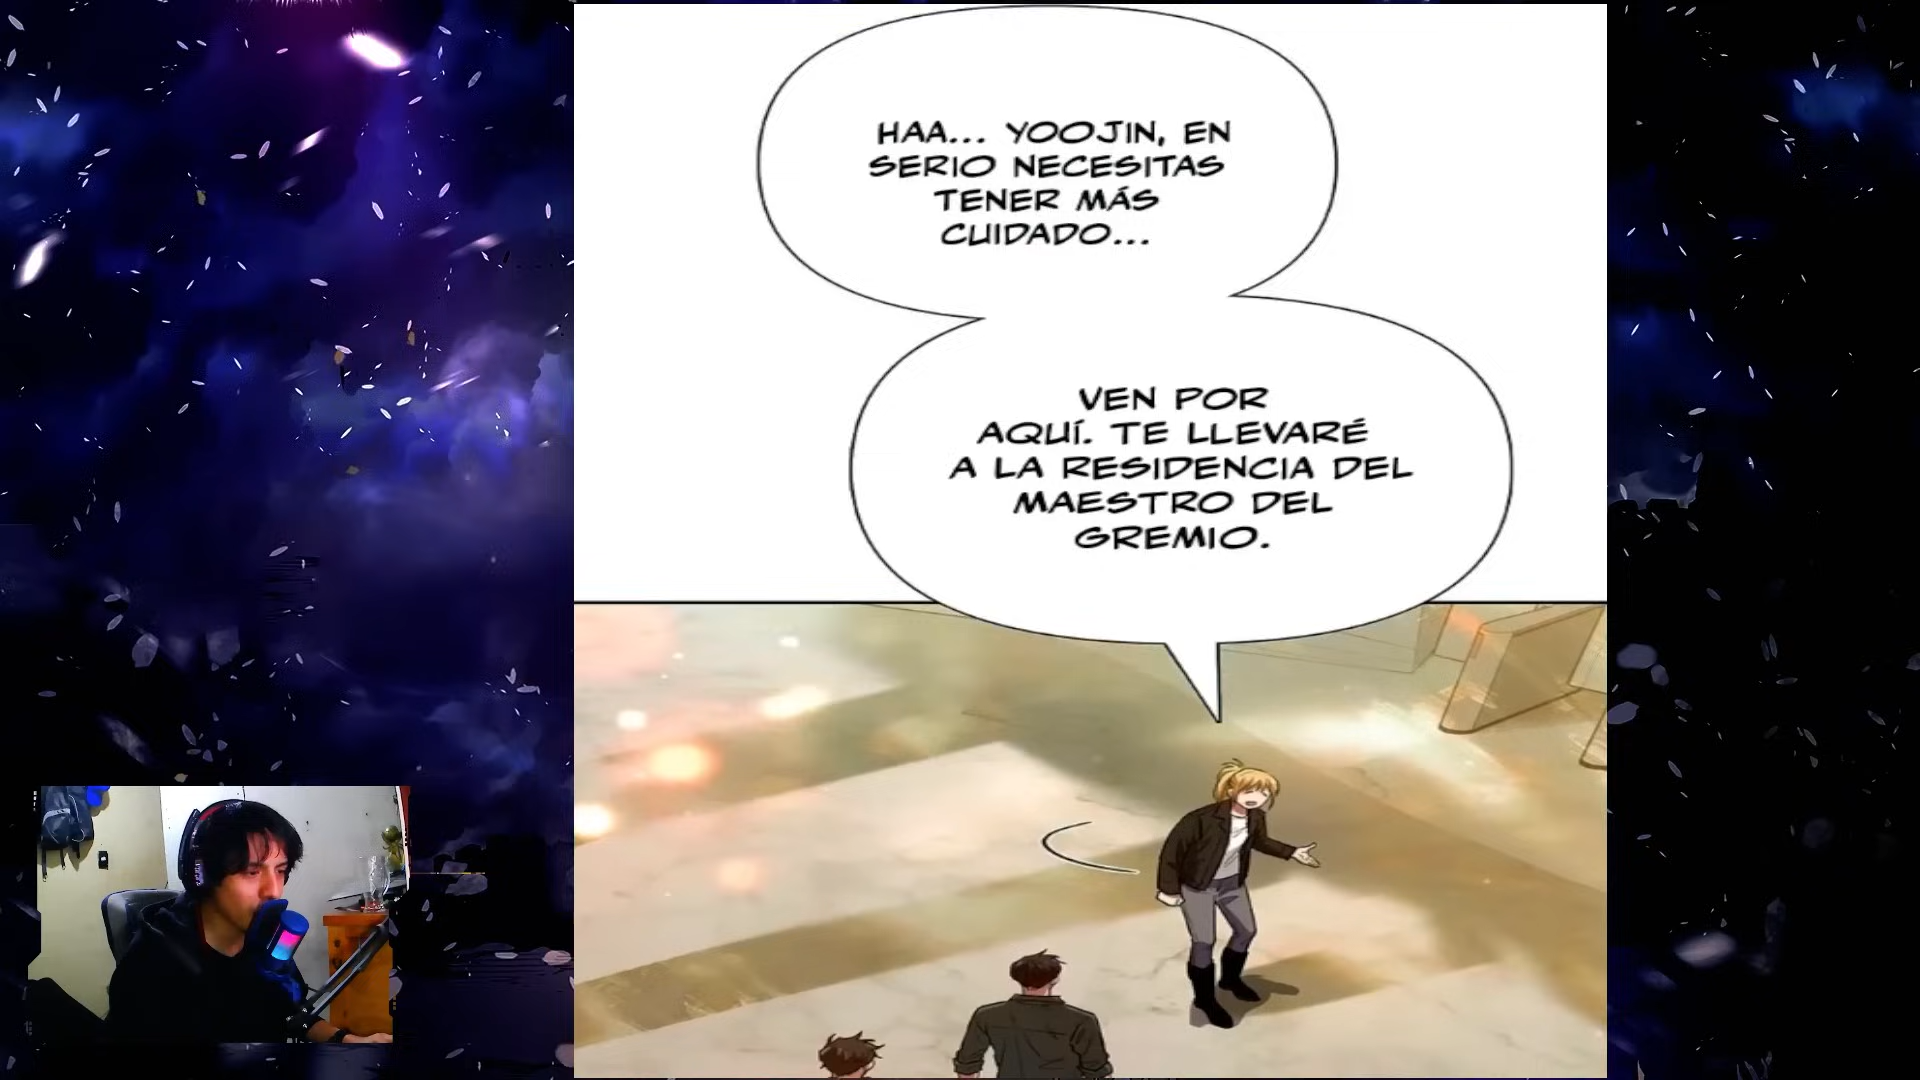 HAA... YOOJIN, EN
SERIO NECESITAS
TENER MÁS
CUIDADO...
VEN POR
AQUÍ. TE LLEVARÉ
A LA RESIDENCIA DEL
MAESTRO DEL
GREMIO.